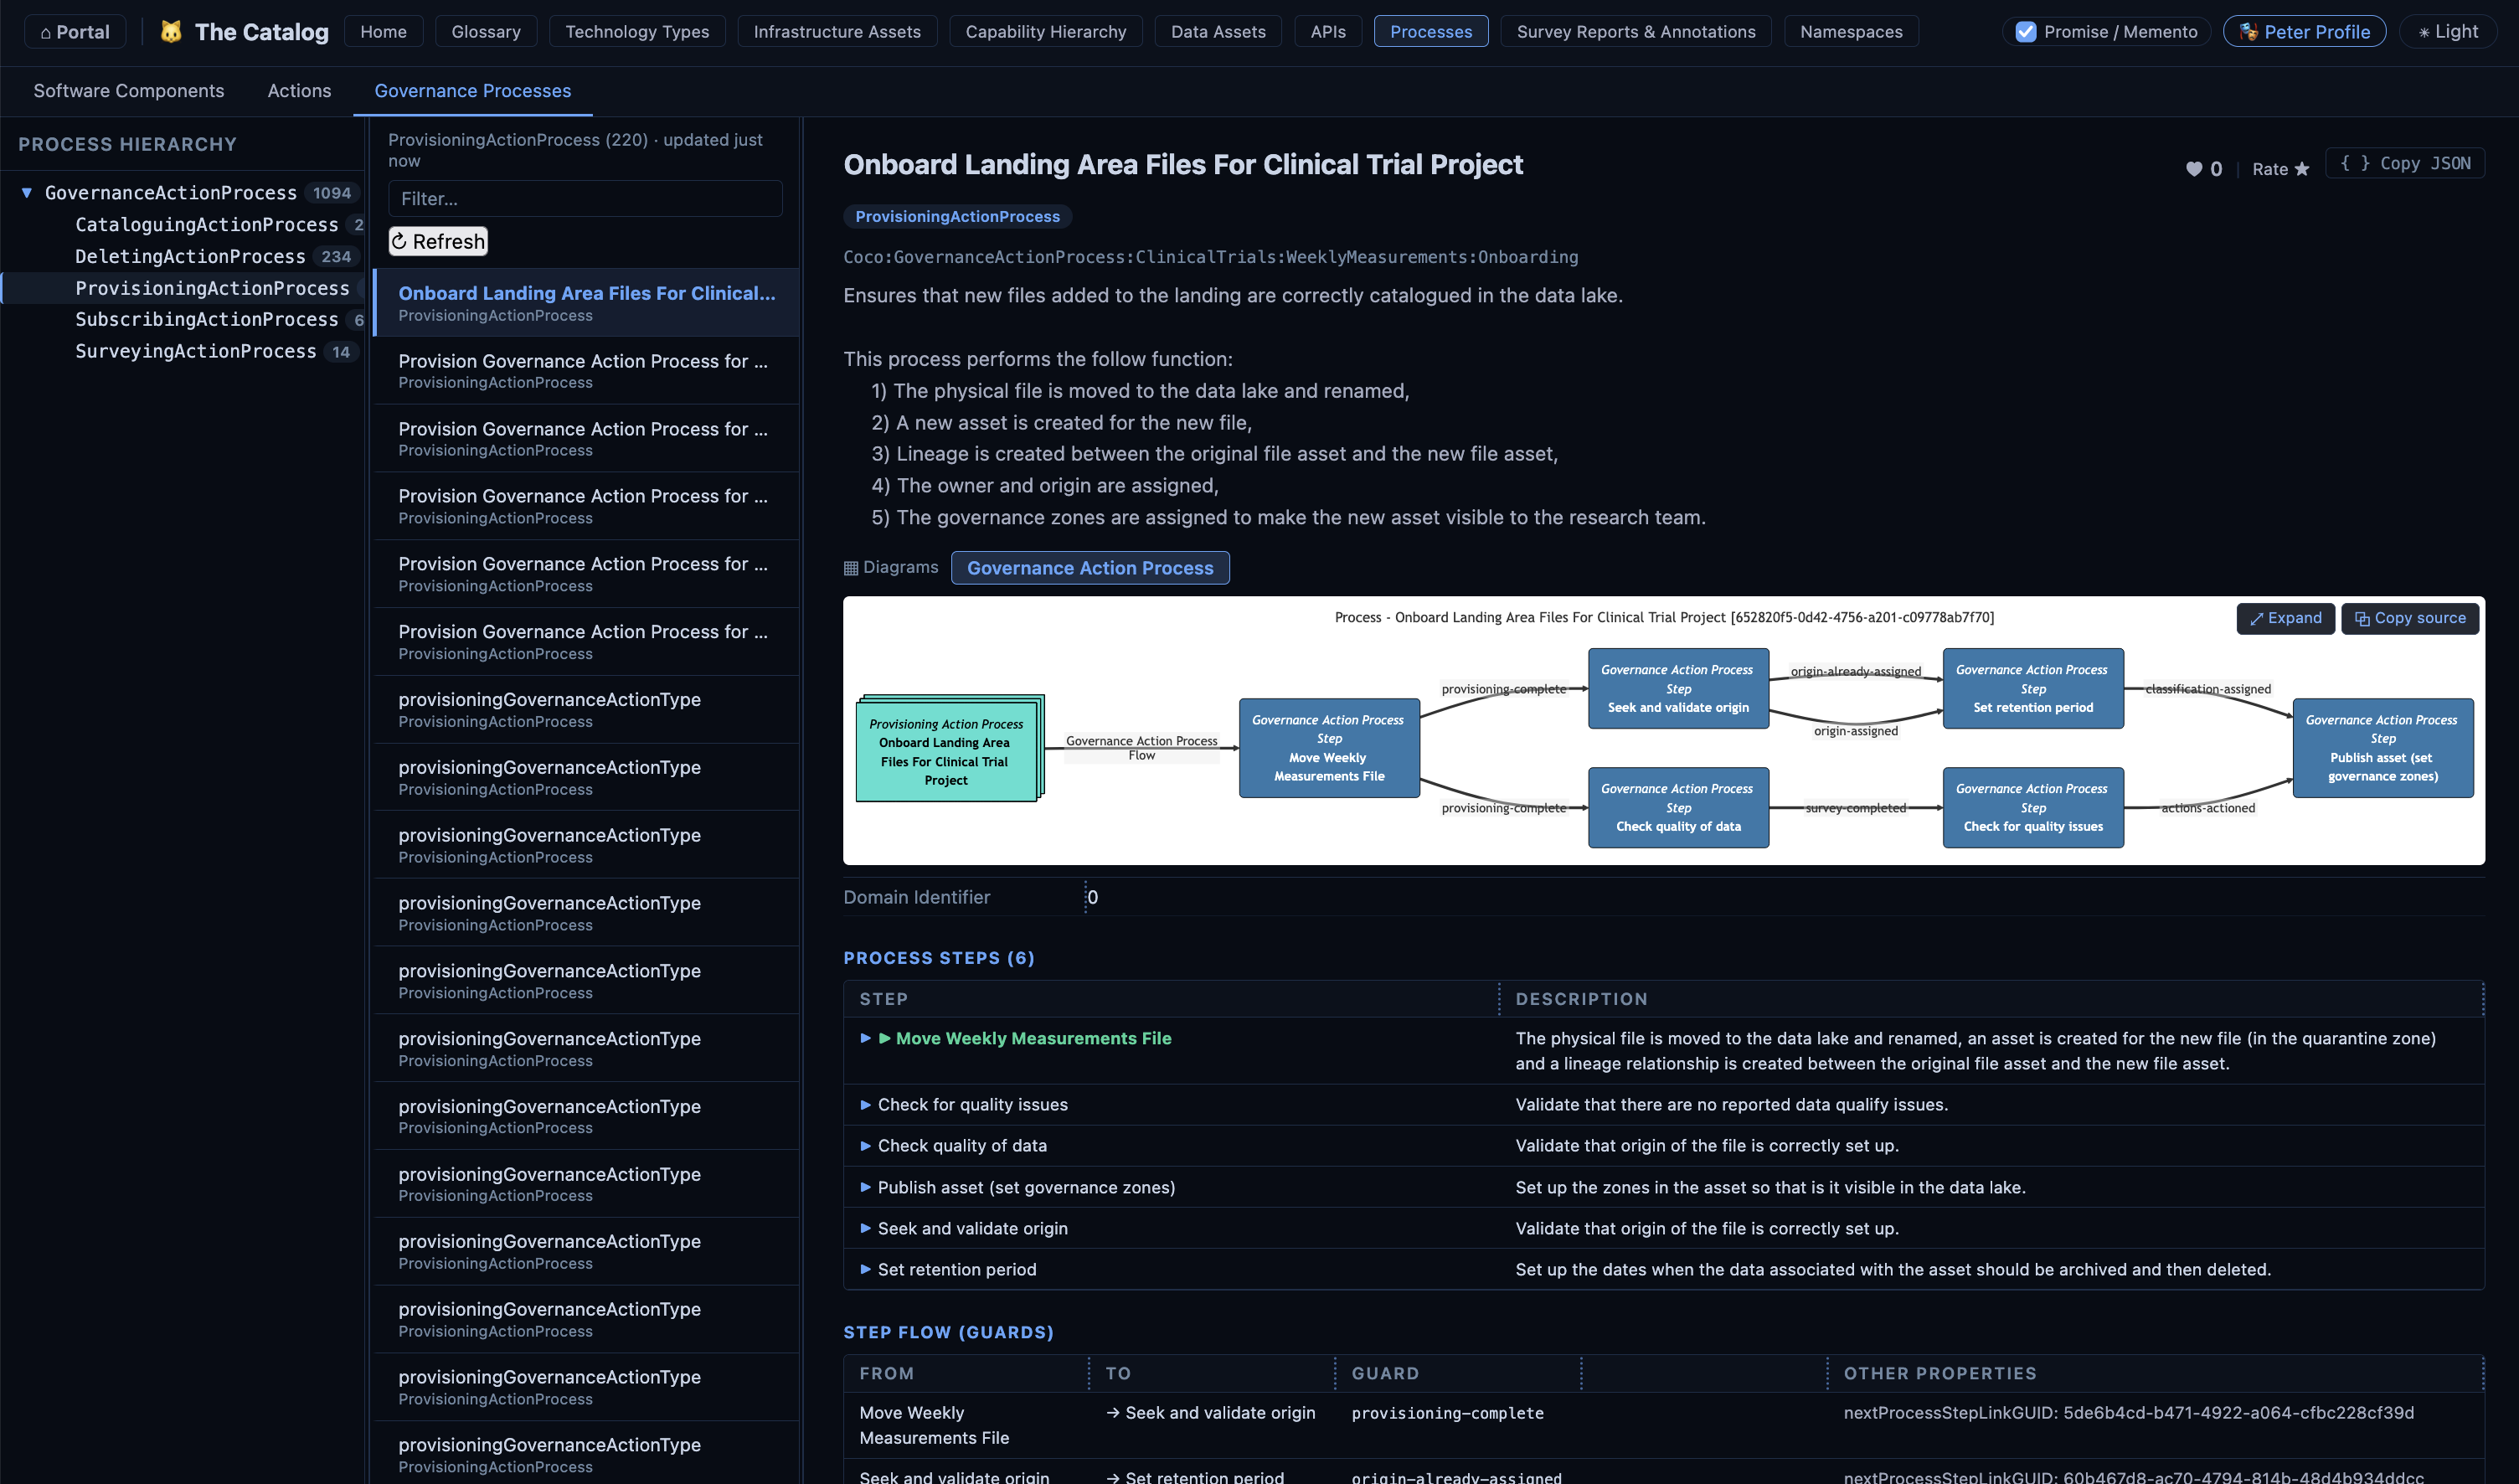 ⌂ Portal
🐱 The Catalog
Home
Glossary
Technology Types
Infrastructure Assets
Capability Hierarchy
Data Assets
APIs
Processes
Survey Reports & Annotations
Namespaces
Promise / Memento
🎭 Peter Profile
☀ Light
Software Components
Actions
Governance Processes
PROCESS HIERARCHY
▼ GovernanceActionProcess 1094
CataloguingActionProcess 2
DeletingActionProcess 234
ProvisioningActionProcess
SubscribingActionProcess 6
SurveyingActionProcess 14
ProvisioningActionProcess (220) · updated just
now
Filter...
↻ Refresh
Onboard Landing Area Files For Clinical...
ProvisioningActionProcess
Provision Governance Action Process for ...
ProvisioningActionProcess
Provision Governance Action Process for ...
ProvisioningActionProcess
Provision Governance Action Process for ...
ProvisioningActionProcess
Provision Governance Action Process for ...
ProvisioningActionProcess
Provision Governance Action Process for ...
ProvisioningActionProcess
provisioningGovernanceActionType
ProvisioningActionProcess
provisioningGovernanceActionType
ProvisioningActionProcess
provisioningGovernanceActionType
ProvisioningActionProcess
provisioningGovernanceActionType
ProvisioningActionProcess
provisioningGovernanceActionType
ProvisioningActionProcess
provisioningGovernanceActionType
ProvisioningActionProcess
provisioningGovernanceActionType
ProvisioningActionProcess
provisioningGovernanceActionType
ProvisioningActionProcess
provisioningGovernanceActionType
ProvisioningActionProcess
provisioningGovernanceActionType
ProvisioningActionProcess
provisioningGovernanceActionType
ProvisioningActionProcess
provisioningGovernanceActionType
ProvisioningActionProcess
Onboard Landing Area Files For Clinical Trial Project
♥ 0
Rate ★
{ } Copy JSON
ProvisioningActionProcess
Coco:GovernanceActionProcess:ClinicalTrials:WeeklyMeasurements:Onboarding
Ensures that new files added to the landing are correctly catalogued in the data lake.
This process performs the follow function:
1) The physical file is moved to the data lake and renamed,
2) A new asset is created for the new file,
3) Lineage is created between the original file asset and the new file asset,
4) The owner and origin are assigned,
5) The governance zones are assigned to make the new asset visible to the research team.
▦ Diagrams
Governance Action Process
Process - Onboard Landing Area Files For Clinical Trial Project [652820f5-0d42-4756-a201-c09778ab7f70]
Expand
Copy source
Provisioning Action Process
Onboard Landing Area
Files For Clinical Trial
Project
Governance Action Process
Flow
Governance Action Process
Step
Move Weekly
Measurements File
provisioning-complete
provisioning-complete
Governance Action Process
Step
Seek and validate origin
origin-already-assigned
origin-assigned
Governance Action Process
Step
Set retention period
classification-assigned
Governance Action Process
Step
Check quality of data
survey-completed
Governance Action Process
Step
Check for quality issues
actions-actioned
Governance Action Process
Step
Publish asset (set
governance zones)
Domain Identifier 0
PROCESS STEPS (6)
STEP DESCRIPTION
▶ ▶ Move Weekly Measurements File
The physical file is moved to the data lake and renamed, an asset is created for the new file (in the quarantine zone)
and a lineage relationship is created between the original file asset and the new file asset.
▶ Check for quality issues Validate that there are no reported data qualify issues.
▶ Check quality of data Validate that origin of the file is correctly set up.
▶ Publish asset (set governance zones) Set up the zones in the asset so that is it visible in the data lake.
▶ Seek and validate origin Validate that origin of the file is correctly set up.
▶ Set retention period Set up the dates when the data associated with the asset should be archived and then deleted.
STEP FLOW (GUARDS)
FROM TO GUARD OTHER PROPERTIES
Move Weekly
Measurements File
→ Seek and validate origin provisioning-complete nextProcessStepLinkGUID: 5de6b4cd-b471-4922-a064-cfbc228cf39d
Seek and validate origin → Set retention period origin-already-assigned nextProcessStepLinkGUID: 60b467d8-ac70-4794-814b-48d4b934ddcc